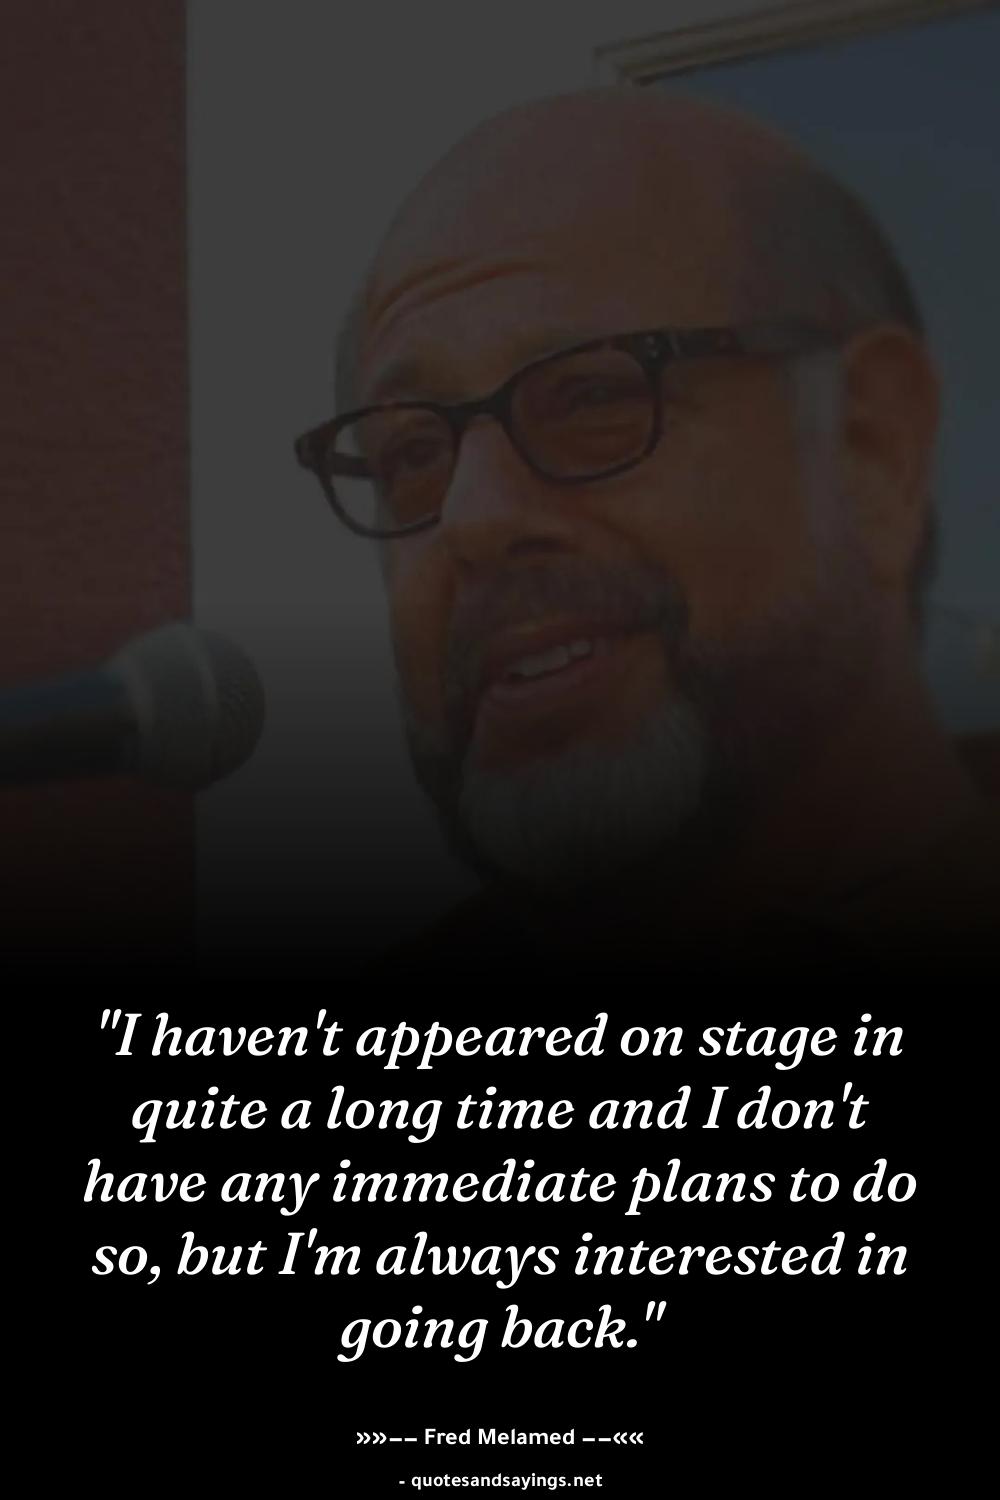 "I haven't appeared on stage in
quite a long time and I don't
have any immediate plans to do
so, but I'm always interested in
going back."
»»−− Fred Melamed −−««
- quotesandsayings.net